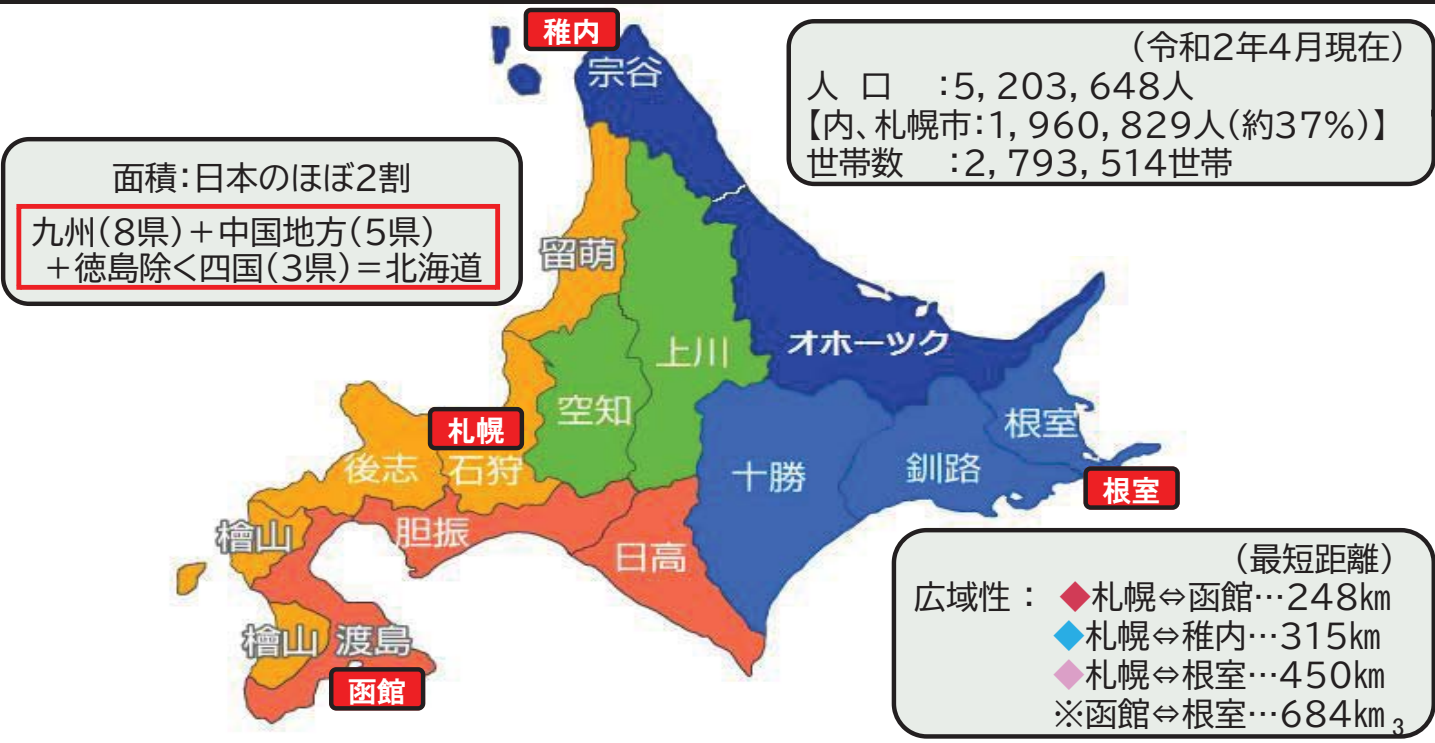 稚内
宗谷
(令和2年4月現在)
人 口 :5,203,648人
【内、札幌市:1,960,829人(約37%)】
世帯数 :2,793,514世帯
面積:日本のほぼ2割
九州(8県)+中国地方(5県)
+徳島除く四国(3県)=北海道
留萌
上川
オホーツク
空知
札幌
後志
石狩
十勝
釧路
根室
根室
檜山
胆振
日高
檜山
渡島
函館
(最短距離)
広域性: ◆札幌⇔函館…248㎞
◆札幌⇔稚内…315㎞
◆札幌⇔根室…450㎞
※函館⇔根室…684㎞
3